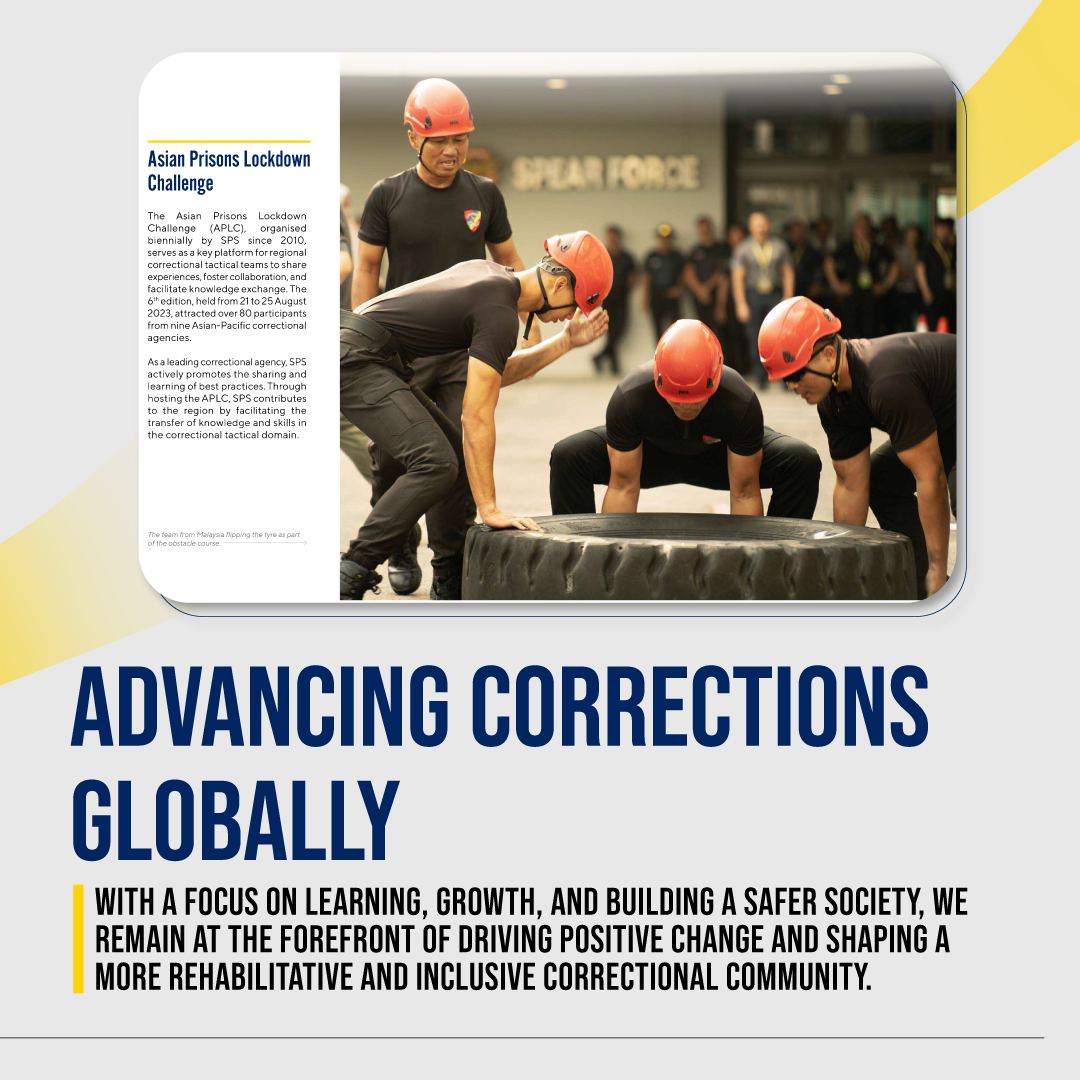 Asian Prisons Lockdown
Challenge
The Asian Prisons Lockdown
Challenge (APLC), organised
biennially by SPS since 2010,
serves as a key platform for regional
correctional tactical teams to share
experiences, foster collaboration, and
facilitate knowledge exchange. The
6th edition, held from 21 to 25 August
2023, attracted over 80 participants
from nine Asian-Pacific correctional
agencies.
As a leading correctional agency, SPS
actively promotes the sharing and
learning of best practices. Through
hosting the APLC, SPS contributes
to the region by facilitating the
transfer of knowledge and skills in
the correctional tactical domain.
The team from Malaysia flipping the tyre as part
of the obstacle course.
SPEAR FORCE
ADVANCING CORRECTIONS
GLOBALLY
WITH A FOCUS ON LEARNING, GROWTH, AND BUILDING A SAFER SOCIETY, WE
REMAIN AT THE FOREFRONT OF DRIVING POSITIVE CHANGE AND SHAPING A
MORE REHABILITATIVE AND INCLUSIVE CORRECTIONAL COMMUNITY.